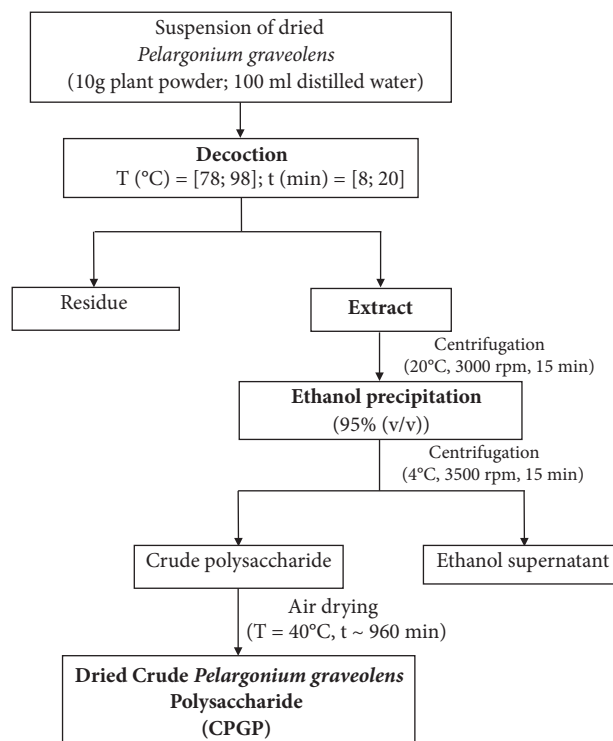 Suspension of dried
Pelargonium graveolens
(10g plant powder; 100 ml distilled water)
Decoction
T (°C) = [78; 98]; t (min) = [8; 20]
Residue
Extract
Centrifugation
(20°C, 3000 rpm, 15 min)
Ethanol precipitation
(95% (v/v))
Centrifugation
(4°C, 3500 rpm, 15 min)
Crude polysaccharide
Ethanol supernatant
Air drying
(T = 40°C, t ~ 960 min)
Dried Crude Pelargonium graveolens
Polysaccharide
(CPGP)